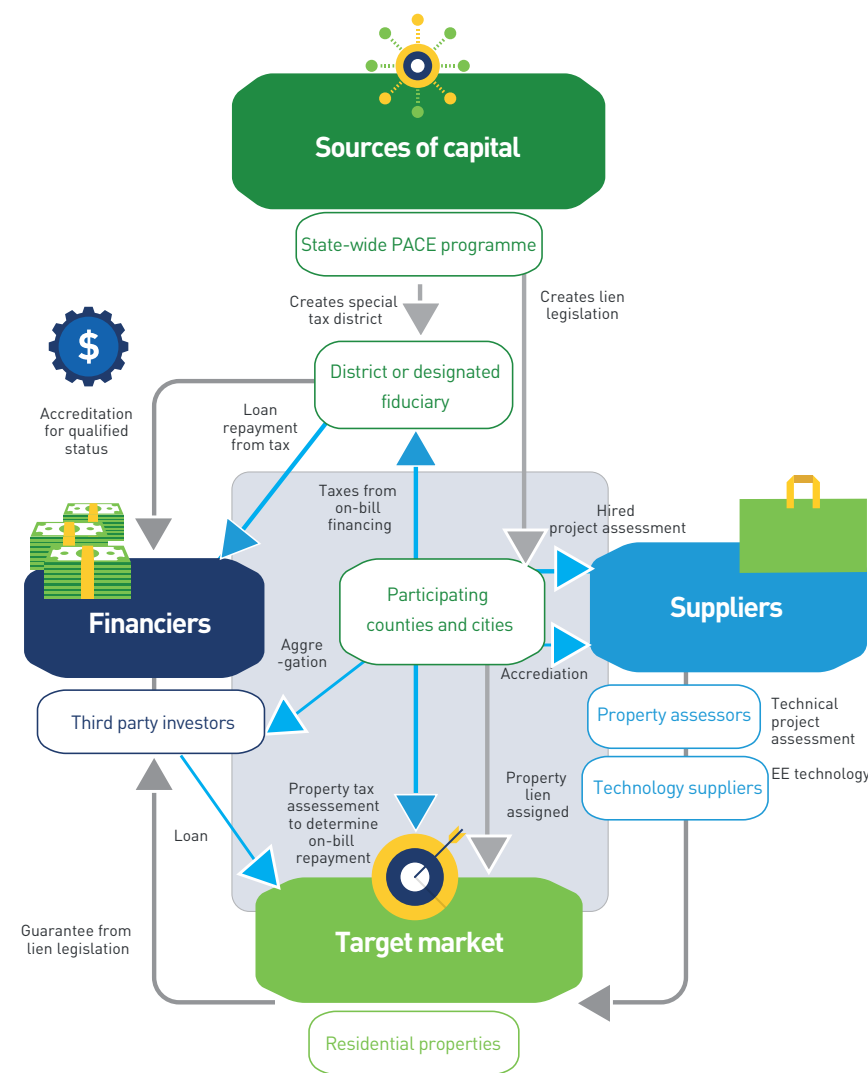 Sources of capital
State-wide PACE programme
Creates special
tax district
Creates lien
legislation
$
District or designated
fiduciary
Accreditation
for qualified
status
Loan
repayment
from tax
Taxes from
on-bill
financing
Hired
project assessment
Financiers
Participating
counties and cities
Suppliers
Aggre
-gation
Accrediation
Third party investors
Property assessors
Technical
project
assessment
Technology suppliers
EE technology
Property tax
assessment
to determine
on-bill
repayment
Property
lien
assigned
Loan
Guarantee from
lien legislation
Target market
Residential properties